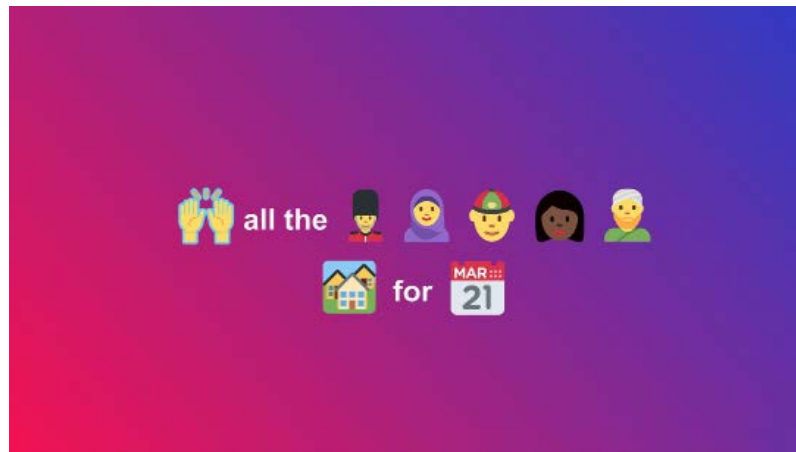 🙌 all the 💂 🧕 👲 👩🏿 👳
🏘️ for MAR 21